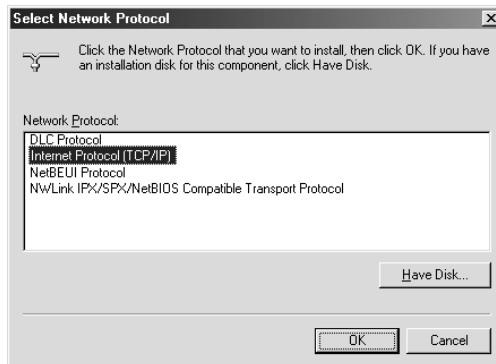 Select Network Protocol
Click the Network Protocol that you want to install, then click OK. If you have
an installation disk for this component, click Have Disk.
Network Protocol:
DLC Protocol
Internet Protocol (TCP/IP)
NetBEUI Protocol
NWLink IPX/SPX/NetBIOS Compatible Transport Protocol
Have Disk...
OK Cancel